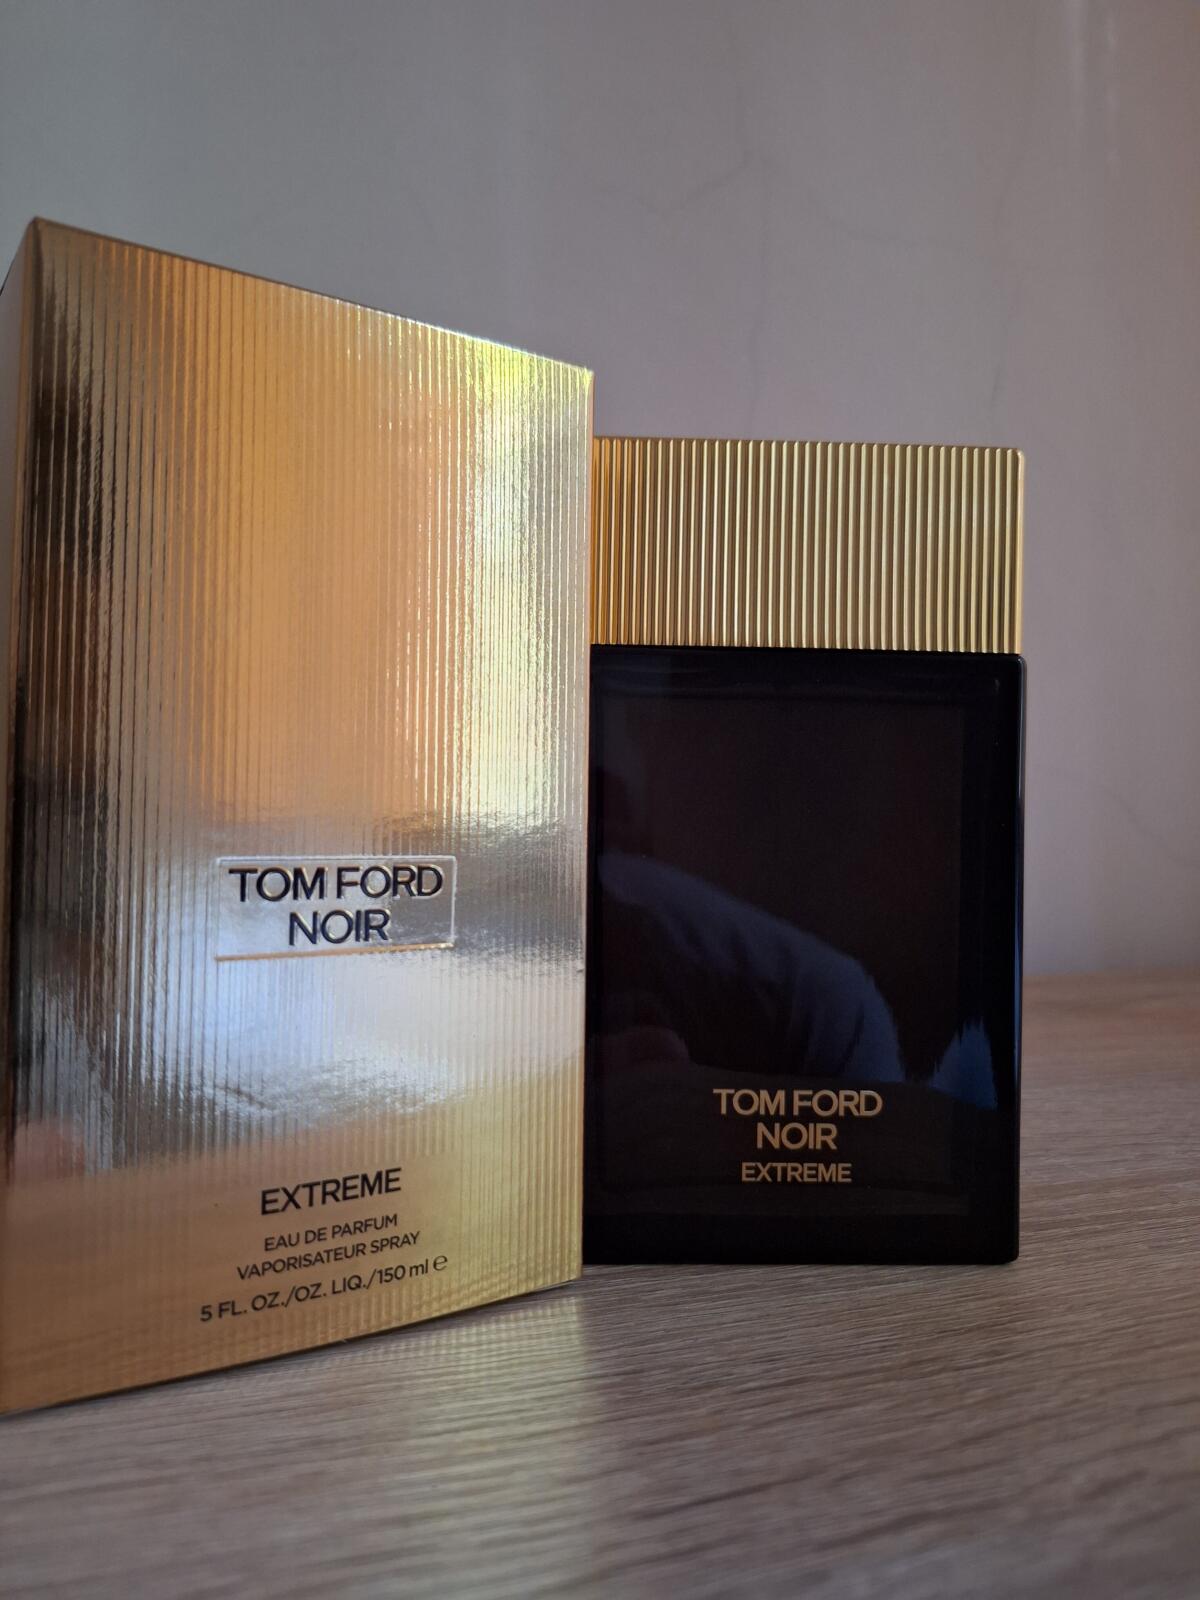 TOM FORD
NOIR
EXTREME
EAU DE PARFUM
VAPORISATEUR SPRAY
5 FL. OZ./OZ. LIQ./150 ml ℮
TOM FORD
NOIR
EXTREME